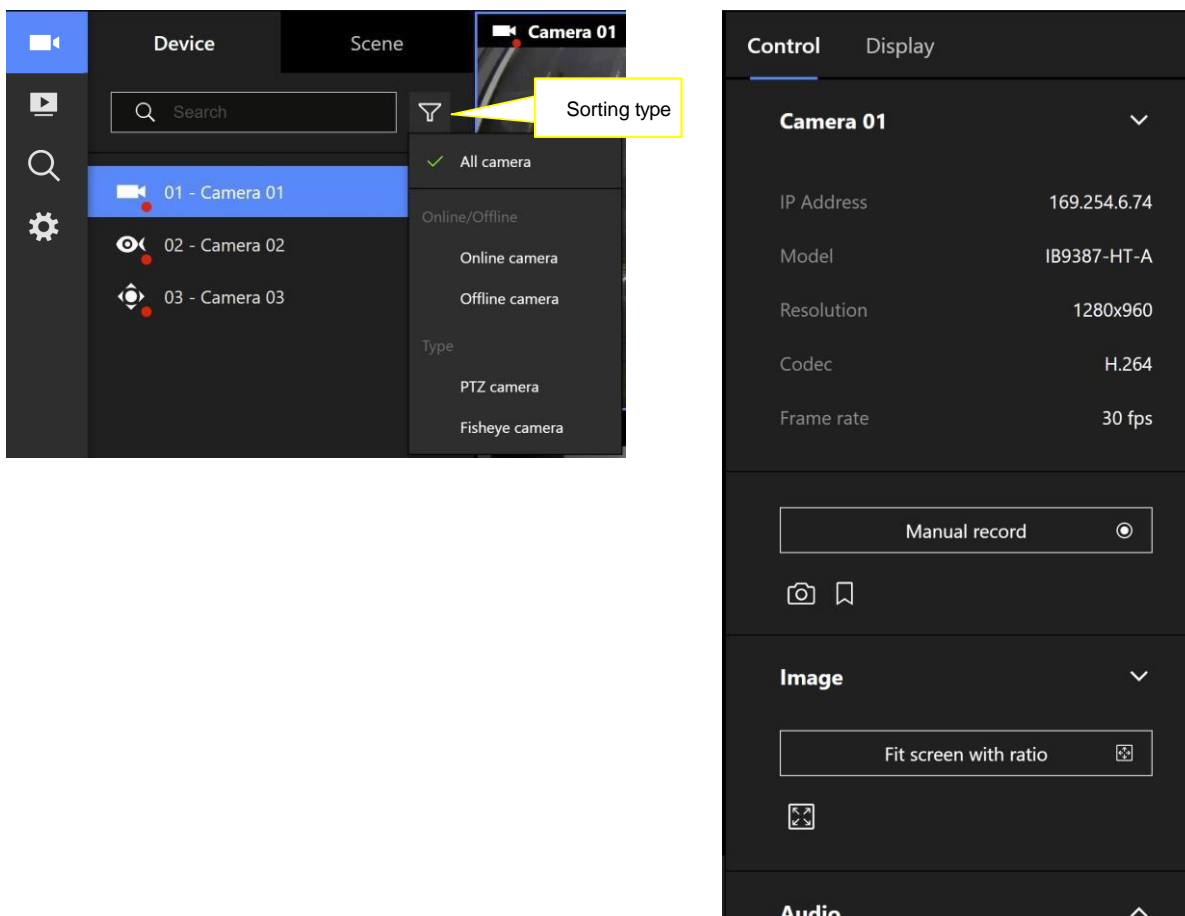 Device
Scene
Camera 01
Search
Sorting type
All camera
01 - Camera 01
Online/Offline
02 - Camera 02
Online camera
03 - Camera 03
Offline camera
Type
PTZ camera
Fisheye camera
Control
Display
Camera 01
IP Address 169.254.6.74
Model IB9387-HT-A
Resolution 1280x960
Codec H.264
Frame rate 30 fps
Manual record
Image
Fit screen with ratio
Audio